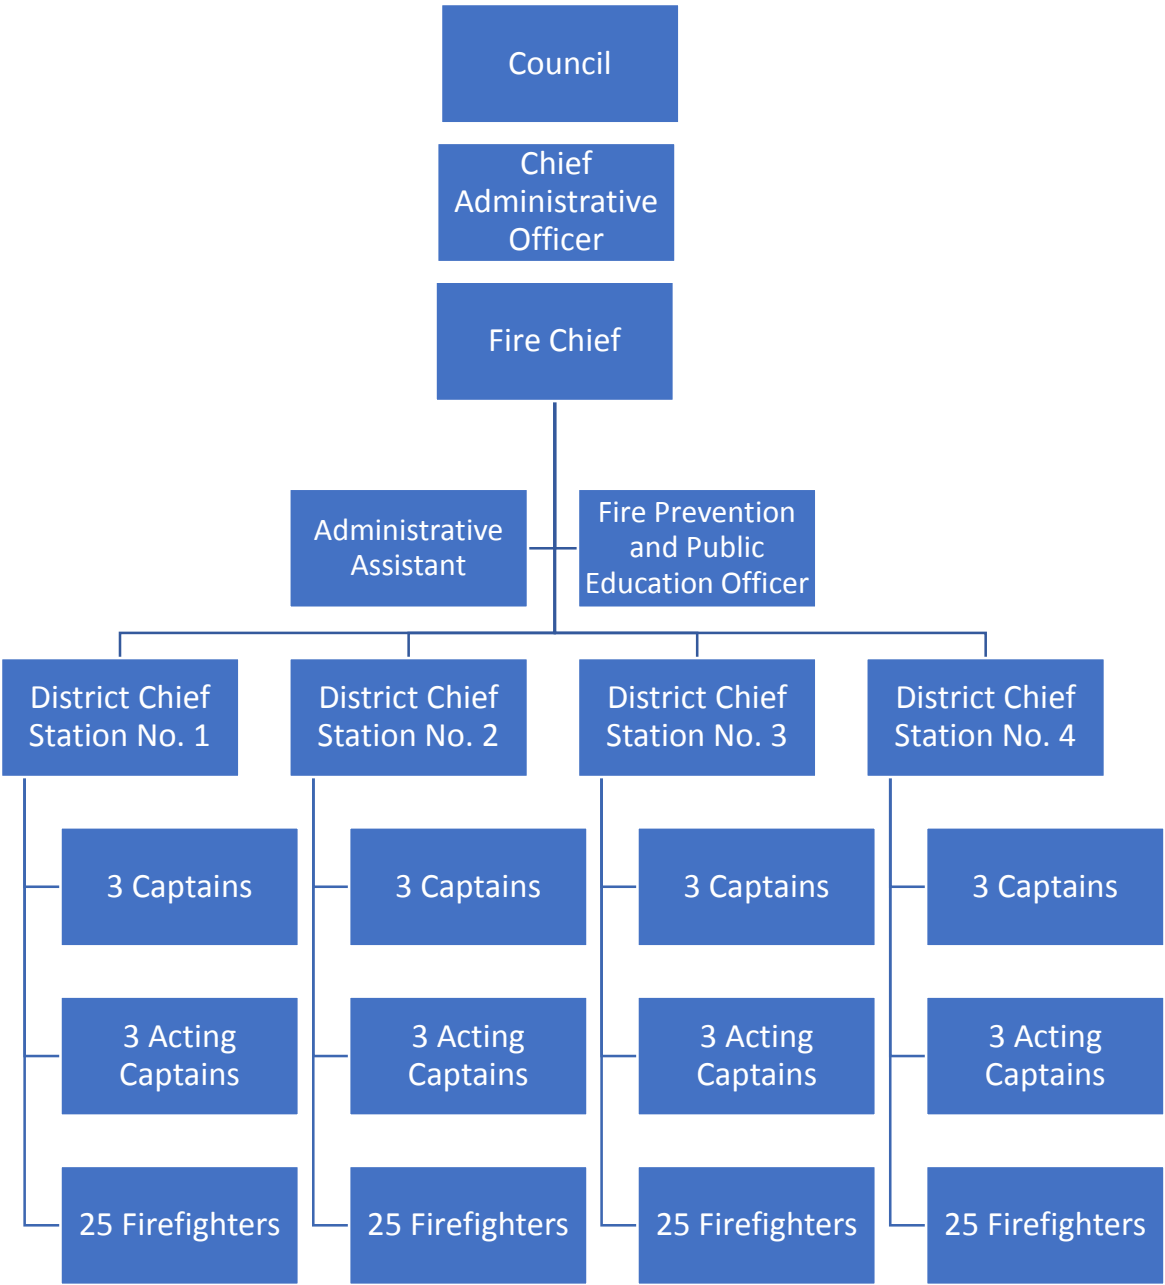 Council
Chief
Administrative
Officer
Fire Chief
Administrative
Assistant
Fire Prevention
and Public
Education Officer
District Chief
Station No. 1
District Chief
Station No. 2
District Chief
Station No. 3
District Chief
Station No. 4
3 Captains
3 Captains
3 Captains
3 Captains
3 Acting
Captains
3 Acting
Captains
3 Acting
Captains
3 Acting
Captains
25 Firefighters
25 Firefighters
25 Firefighters
25 Firefighters